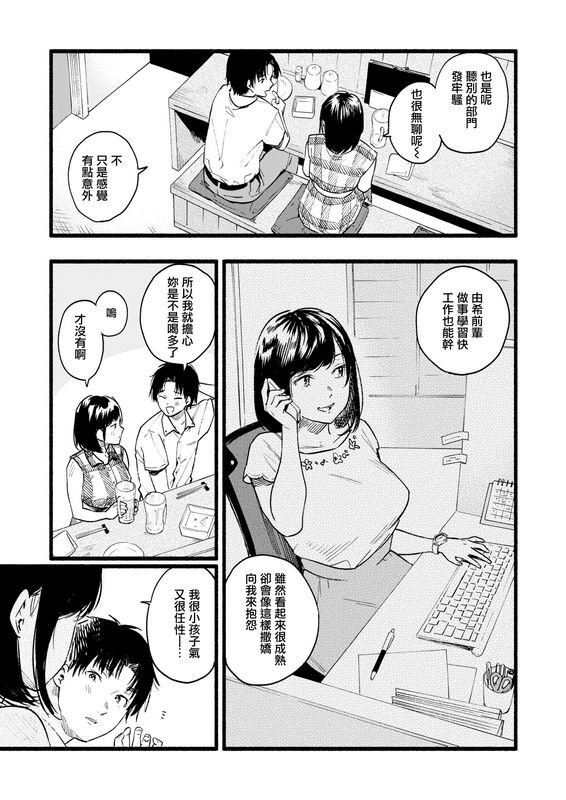 也是呢
聽別的部門
發牢騷
也很無聊呢~
不
只是感覺
有點意外
由希前輩
做事學習快
工作也能幹
雖然看起來很成熟
卻會像這樣撒嬌
向我來抱怨
所以我就擔心
妳是不是喝多了
嗚
才沒有啊
我很小孩子氣
又很任性!…